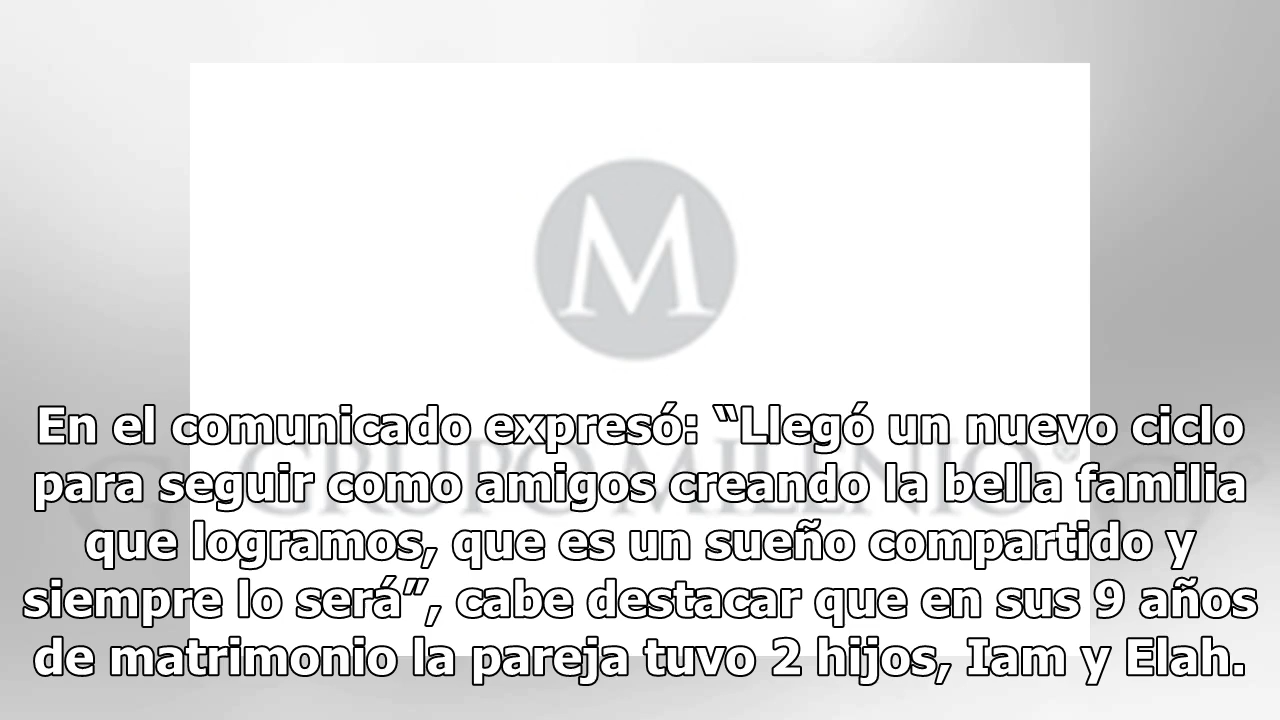 M
GRUPO MILENIO®
En el comunicado expresó: “Llegó un nuevo ciclo
para seguir como amigos creando la bella familia
que logramos, que es un sueño compartido y
siempre lo será”, cabe destacar que en sus 9 años
de matrimonio la pareja tuvo 2 hijos, Iam y Elah.